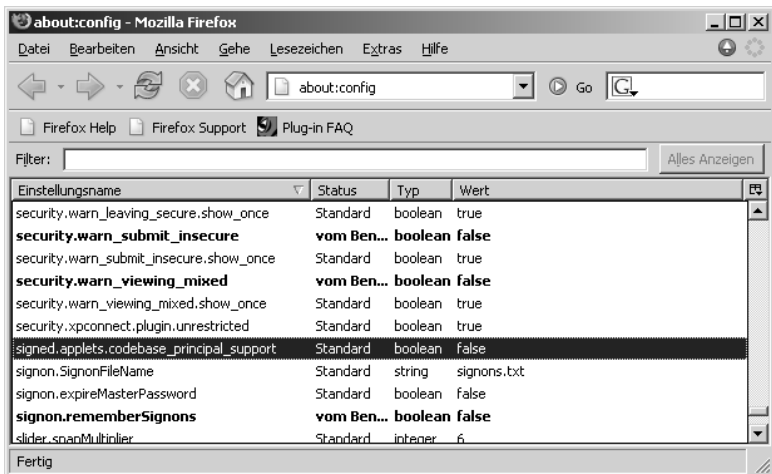 about:config - Mozilla Firefox
Datei Bearbeiten Ansicht Gehe Lesezeichen Extras Hilfe
about:config Go G
Firefox Help Firefox Support Plug-in FAQ
Filter: Alles Anzeigen
Einstellungsname Status Typ Wert
security.warn_leaving_secure.show_once Standard boolean true
security.warn_submit_insecure vom Ben... boolean false
security.warn_submit_insecure.show_once Standard boolean true
security.warn_viewing_mixed vom Ben... boolean false
security.warn_viewing_mixed.show_once Standard boolean true
security.xpconnect.plugin.unrestricted Standard boolean true
signed.applets.codebase_principal_support Standard boolean false
signon.SignonFileName Standard string signons.txt
signon.expireMasterPassword Standard boolean false
signon.rememberSignons vom Ben... boolean false
slider.snapMultiplier Standard integer 6
Fertig